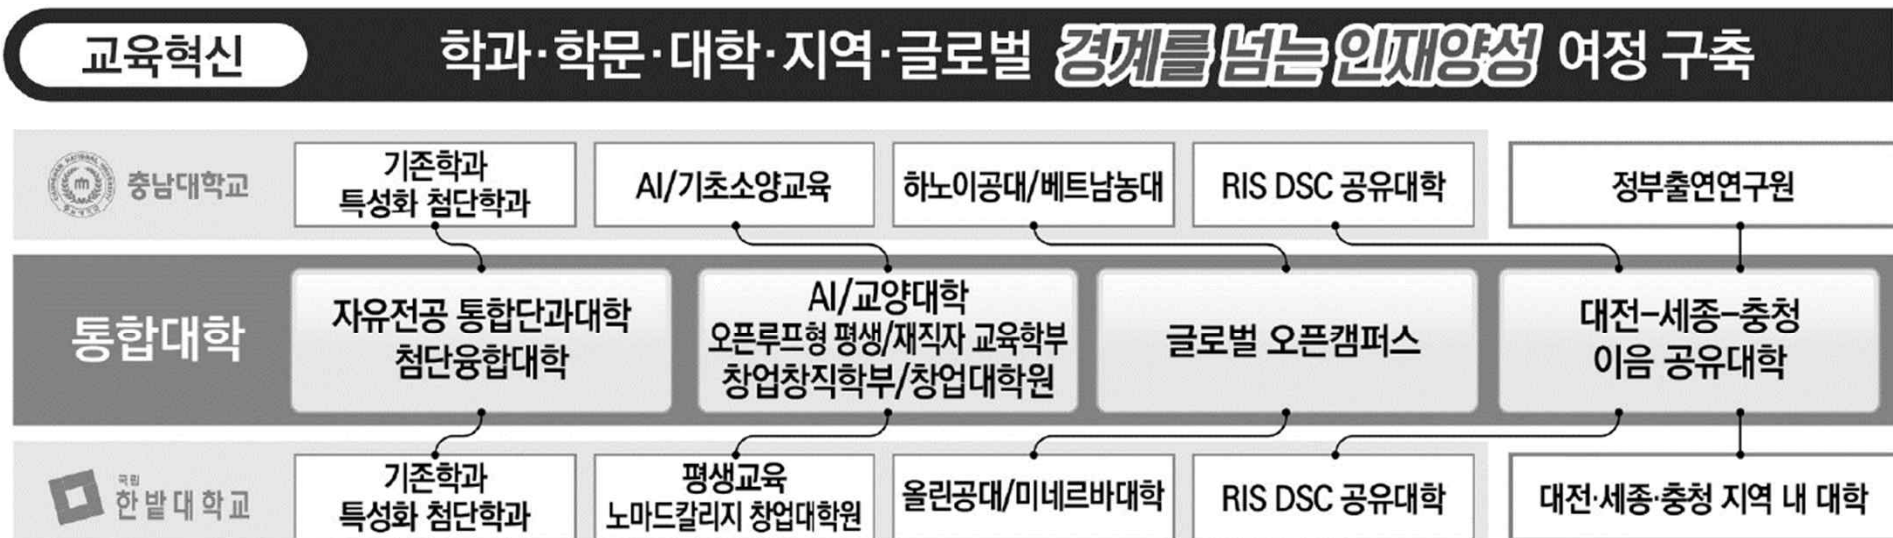 교육혁신
학과·학문·대학·지역·글로벌 경계를 넘는 인재양성 여정 구축
충남대학교
기존학과
특성화 첨단학과
AI/기초소양교육
하노이공대/베트남농대
RIS DSC 공유대학
정부출연연구원
통합대학
자유전공 통합단과대학
첨단융합대학
AI/교양대학
오픈루프형 평생/재직자 교육학부
창업창직학부/창업대학원
글로벌 오픈캠퍼스
대전-세종-충청
이음 공유대학
국립
한밭대학교
기존학과
특성화 첨단학과
평생교육
노마드칼리지 창업대학원
올린공대/미네르바대학
RIS DSC 공유대학
대전·세종·충청 지역 내 대학